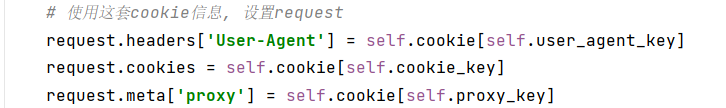 # 使用这套cookie信息, 设置request
request.headers['User-Agent'] = self.cookie[self.user_agent_key]
request.cookies = self.cookie[self.cookie_key]
request.meta['proxy'] = self.cookie[self.proxy_key]